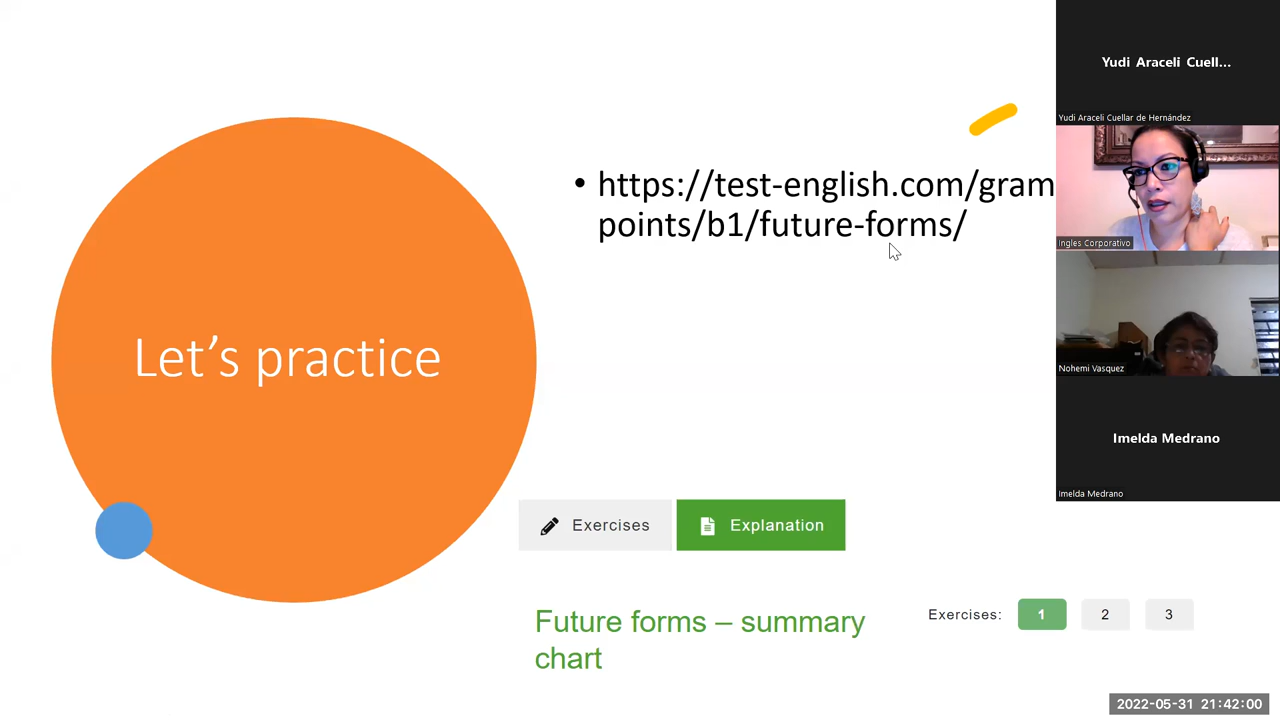 Let's practice
• https://test-english.com/gram
points/b1/future-forms/
Exercises
Explanation
Future forms – summary
chart
Exercises: 1 2 3
Yudi Araceli Cuell...
Yudi Araceli Cuellar de Hernández
Ingles Corporativo
Nohemi Vasquez
Imelda Medrano
Imelda Medrano
2022-05-31 21:42:00